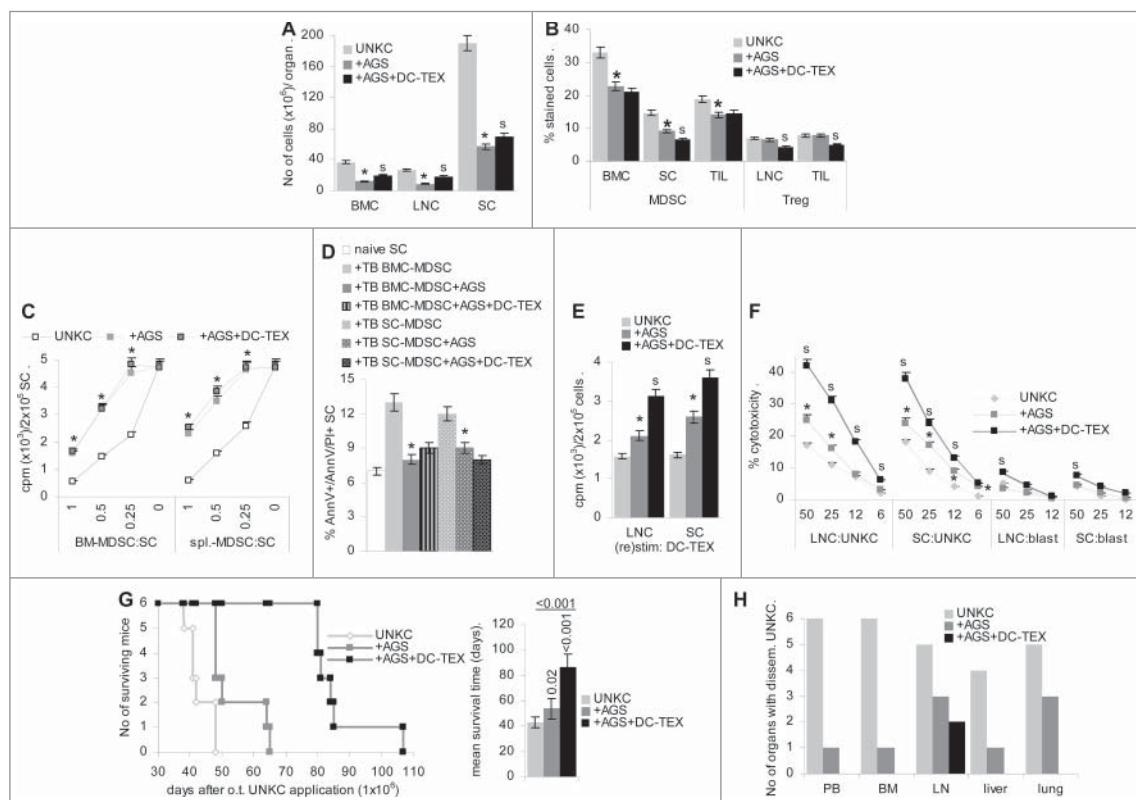 A
No of cells (x10⁶)/ organ .
200
160
120
80
40
0
UNKC
+AGS
+AGS+DC-TEX
* s
* s
* s
BMC LNC SC
B
% stained cells .
40
30
20
10
0
UNKC
+AGS
+AGS+DC-TEX
*
* s
*
s
s
BMC SC TIL LNC TIL
MDSC Treg
C
UNKC +AGS +AGS+DC-TEX
cpm (x10³)/2x10⁵ SC .
5
4
3
2
1
0
* * *
* * *
1 0.5 0.25 0 1 0.5 0.25 0
BM-MDSC:SC spl.-MDSC:SC
D
naive SC
+TB BMC-MDSC
+TB BMC-MDSC+AGS
+TB BMC-MDSC+AGS+DC-TEX
+TB SC-MDSC
+TB SC-MDSC+AGS
+TB SC-MDSC+AGS+DC-TEX
% AnnV+/AnnV/PI+ SC
15
12
9
6
3
0
* *
E
UNKC
+AGS
+AGS+DC-TEX
cpm (x10³)/2x10⁵ cells .
4
3
2
1
0
* s
* s
LNC SC
(re)stim: DC-TEX
F
% cytotoxicity .
40
30
20
10
0
UNKC
+AGS
+AGS+DC-TEX
s s s s
* *
s s s s
* * * *
s
s
50 25 12 6 50 25 12 6 50 25 12 50 25 12
LNC:UNKC SC:UNKC LNC:blast SC:blast
G
No of surviving mice
6
5
4
3
2
1
0
UNKC
+AGS
+AGS+DC-TEX
30 40 50 60 70 80 90 100 110
days after o.t. UNKC application (1x10⁶)
mean survival time (days).
120
100
80
60
40
20
0
<0.001
0.02
<0.001
UNKC
+AGS
+AGS+DC-TEX
H
No of organs with dissem. UNKC.
6
5
4
3
2
1
0
UNKC
+AGS
+AGS+DC-TEX
PB BM LN liver lung